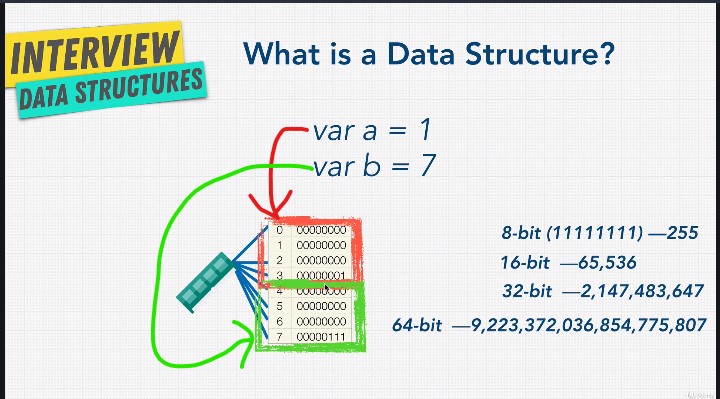 INTERVIEW
DATA STRUCTURES
What is a Data Structure?
var a = 1
var b = 7
0 00000000
1 00000000
2 00000000
3 00000001
4 00000000
5 00000000
6 00000000
7 00000111
8-bit (11111111) —255
16-bit —65,536
32-bit —2,147,483,647
64-bit —9,223,372,036,854,775,807